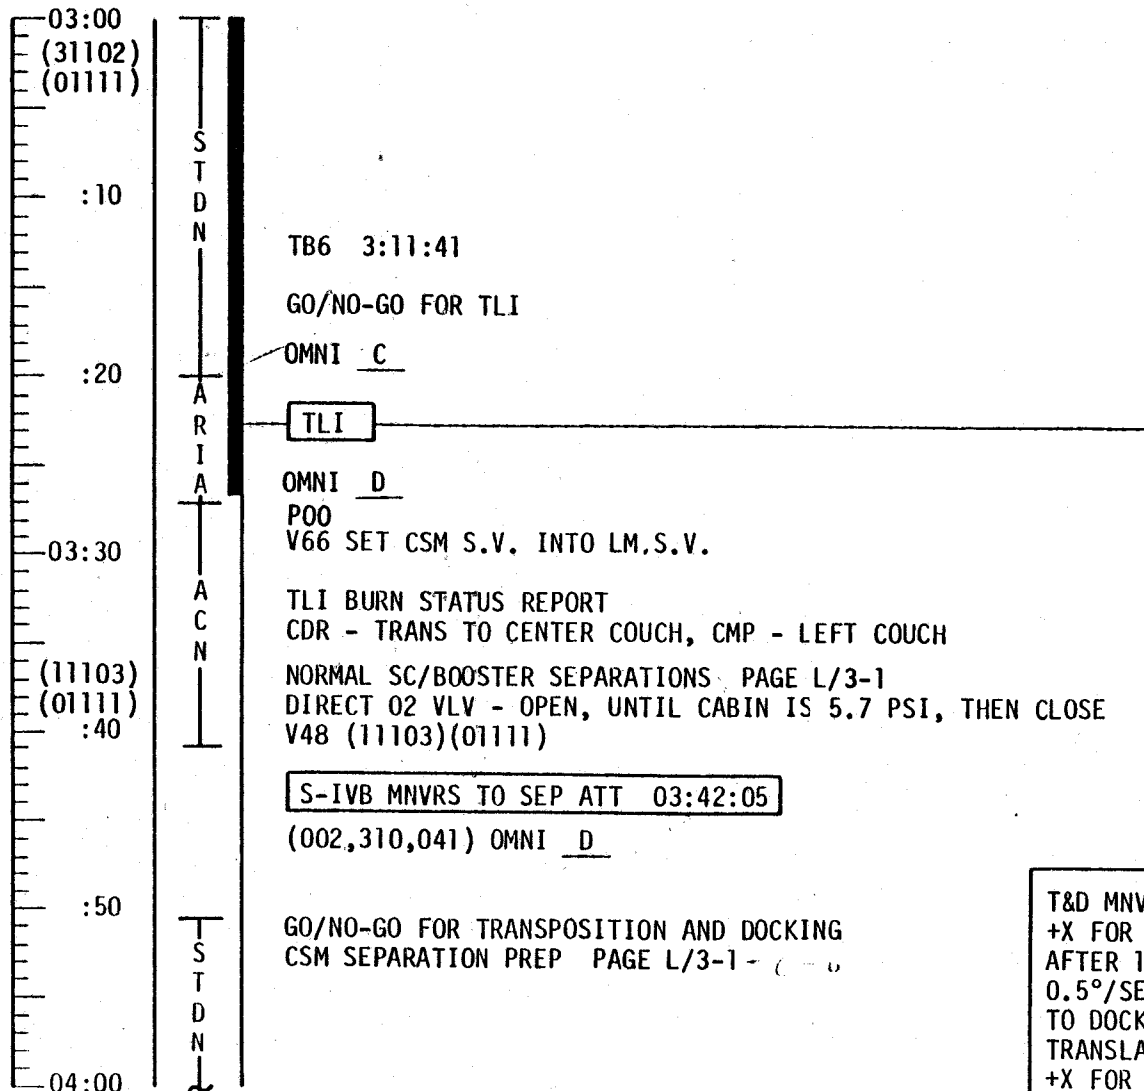 03:00
(31102)
(01111)
:10
:20
03:30
(11103)
(01111)
:40
:50
04:00
STDN
ARIA
ACN
STDN
TB6 3:11:41
GO/NO-GO FOR TLI
OMNI C
TLI
OMNI D
P00
V66 SET CSM S.V. INTO LM.S.V.
TLI BURN STATUS REPORT
CDR - TRANS TO CENTER COUCH, CMP - LEFT COUCH
NORMAL SC/BOOSTER SEPARATIONS PAGE L/3-1
DIRECT O2 VLV - OPEN, UNTIL CABIN IS 5.7 PSI, THEN CLOSE
V48 (11103)(01111)
S-IVB MNVRS TO SEP ATT 03:42:05
(002,310,041) OMNI D
GO/NO-GO FOR TRANSPOSITION AND DOCKING
CSM SEPARATION PREP PAGE L/3-1
T&D MNV
+X FOR
AFTER 1
0.5°/SE
TO DOCK
TRANSLA
+X FOR